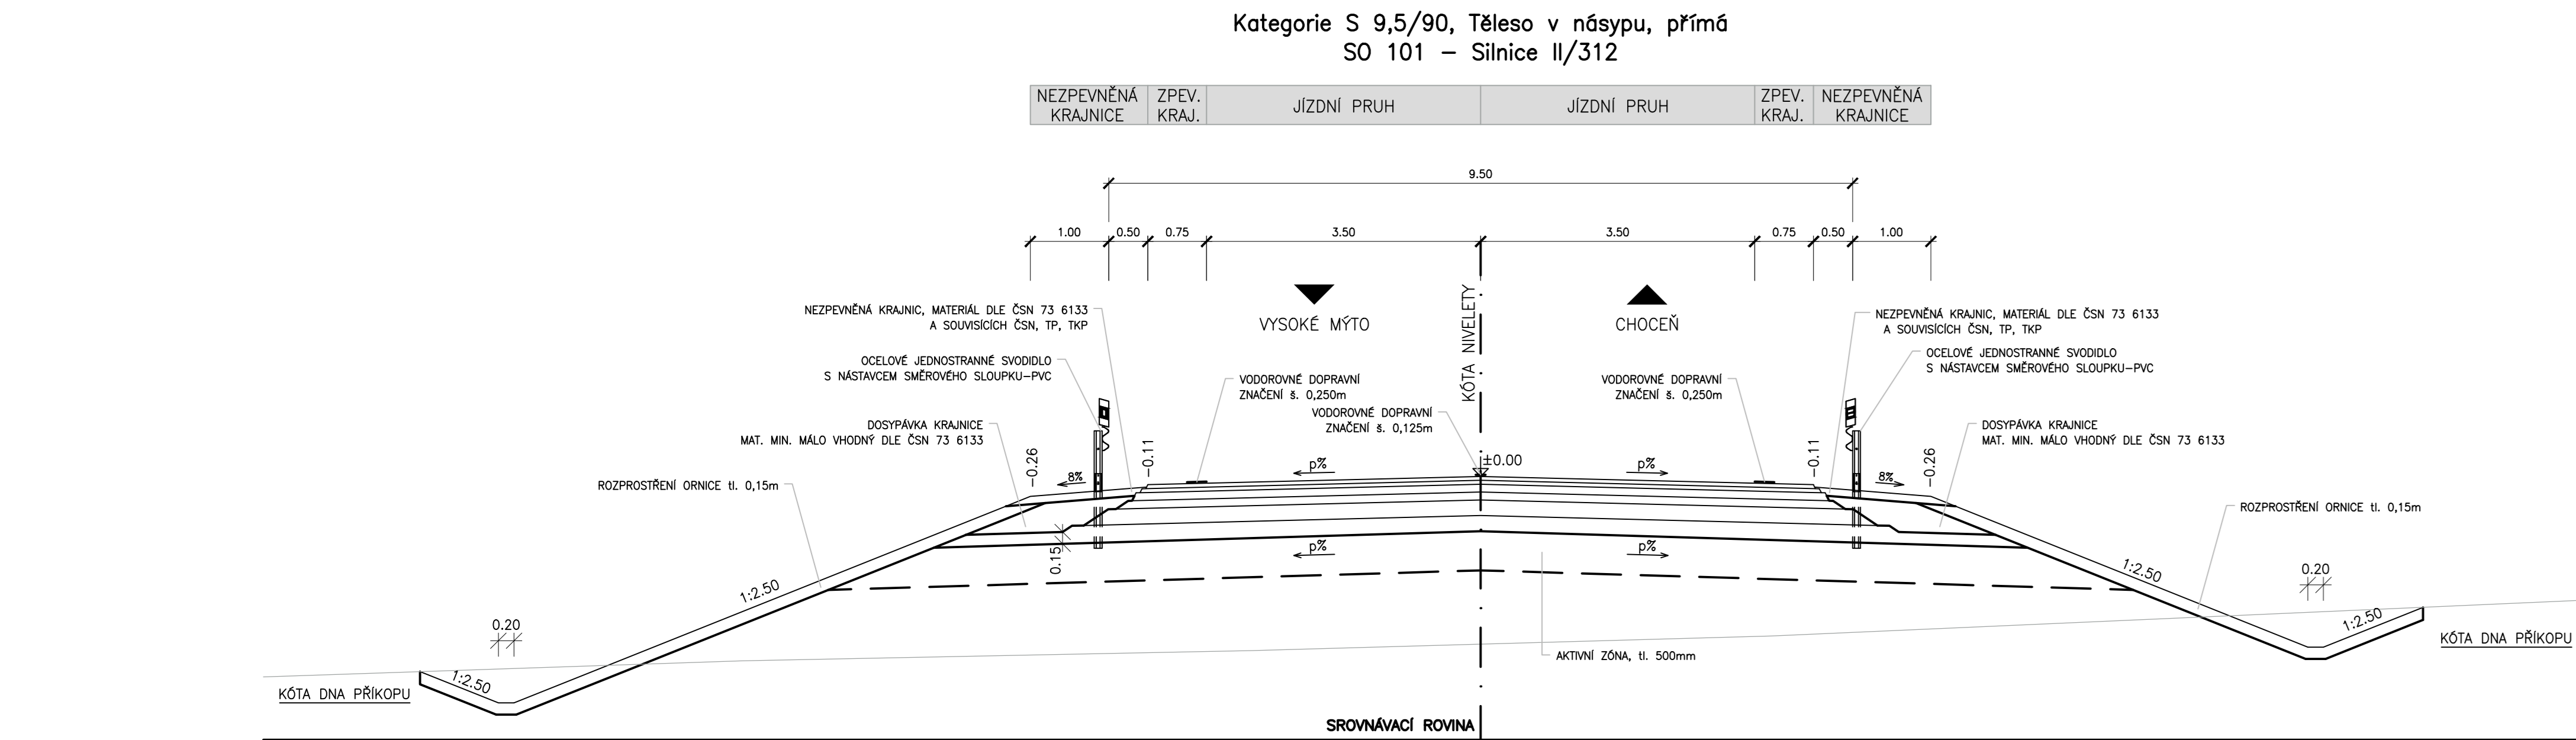 Kategorie S 9,5/90, Těleso v násypu, přímá
SO 101 – Silnice II/312
NEZPEVNĚNÁ
KRAJNICE
ZPEV.
KRAJ.
JÍZDNÍ PRUH
JÍZDNÍ PRUH
ZPEV.
KRAJ.
NEZPEVNĚNÁ
KRAJNICE
9.50
1.00 0.50 0.75 3.50 3.50 0.75 0.50 1.00
NEZPEVNĚNÁ KRAJNIC, MATERIÁL DLE ČSN 73 6133
A SOUVISÍCÍCH ČSN, TP, TKP
OCELOVÉ JEDNOSTRANNÉ SVODIDLO
S NÁSTAVCEM SMĚROVÉHO SLOUPKU-PVC
DOSYPÁVKA KRAJNICE
MAT. MIN. MÁLO VHODNÝ DLE ČSN 73 6133
ROZPROSTŘENÍ ORNICE tl. 0,15m
VYSOKÉ MÝTO
KÓTA NIVELETY
CHOCEŇ
VODOROVNÉ DOPRAVNÍ
ZNAČENÍ š. 0,250m
VODOROVNÉ DOPRAVNÍ
ZNAČENÍ š. 0,125m
VODOROVNÉ DOPRAVNÍ
ZNAČENÍ š. 0,250m
NEZPEVNĚNÁ KRAJNIC, MATERIÁL DLE ČSN 73 6133
A SOUVISÍCÍCH ČSN, TP, TKP
OCELOVÉ JEDNOSTRANNÉ SVODIDLO
S NÁSTAVCEM SMĚROVÉHO SLOUPKU-PVC
DOSYPÁVKA KRAJNICE
MAT. MIN. MÁLO VHODNÝ DLE ČSN 73 6133
ROZPROSTŘENÍ ORNICE tl. 0,15m
-0.26
8%
-0.11
p%
±0.00
p%
-0.11
8%
-0.26
0.15
p%
p%
1:2.50
1:2.50
0.20
0.20
1:2.50
1:2.50
AKTIVNÍ ZÓNA, tl. 500mm
KÓTA DNA PŘÍKOPU
KÓTA DNA PŘÍKOPU
SROVNÁVACÍ ROVINA